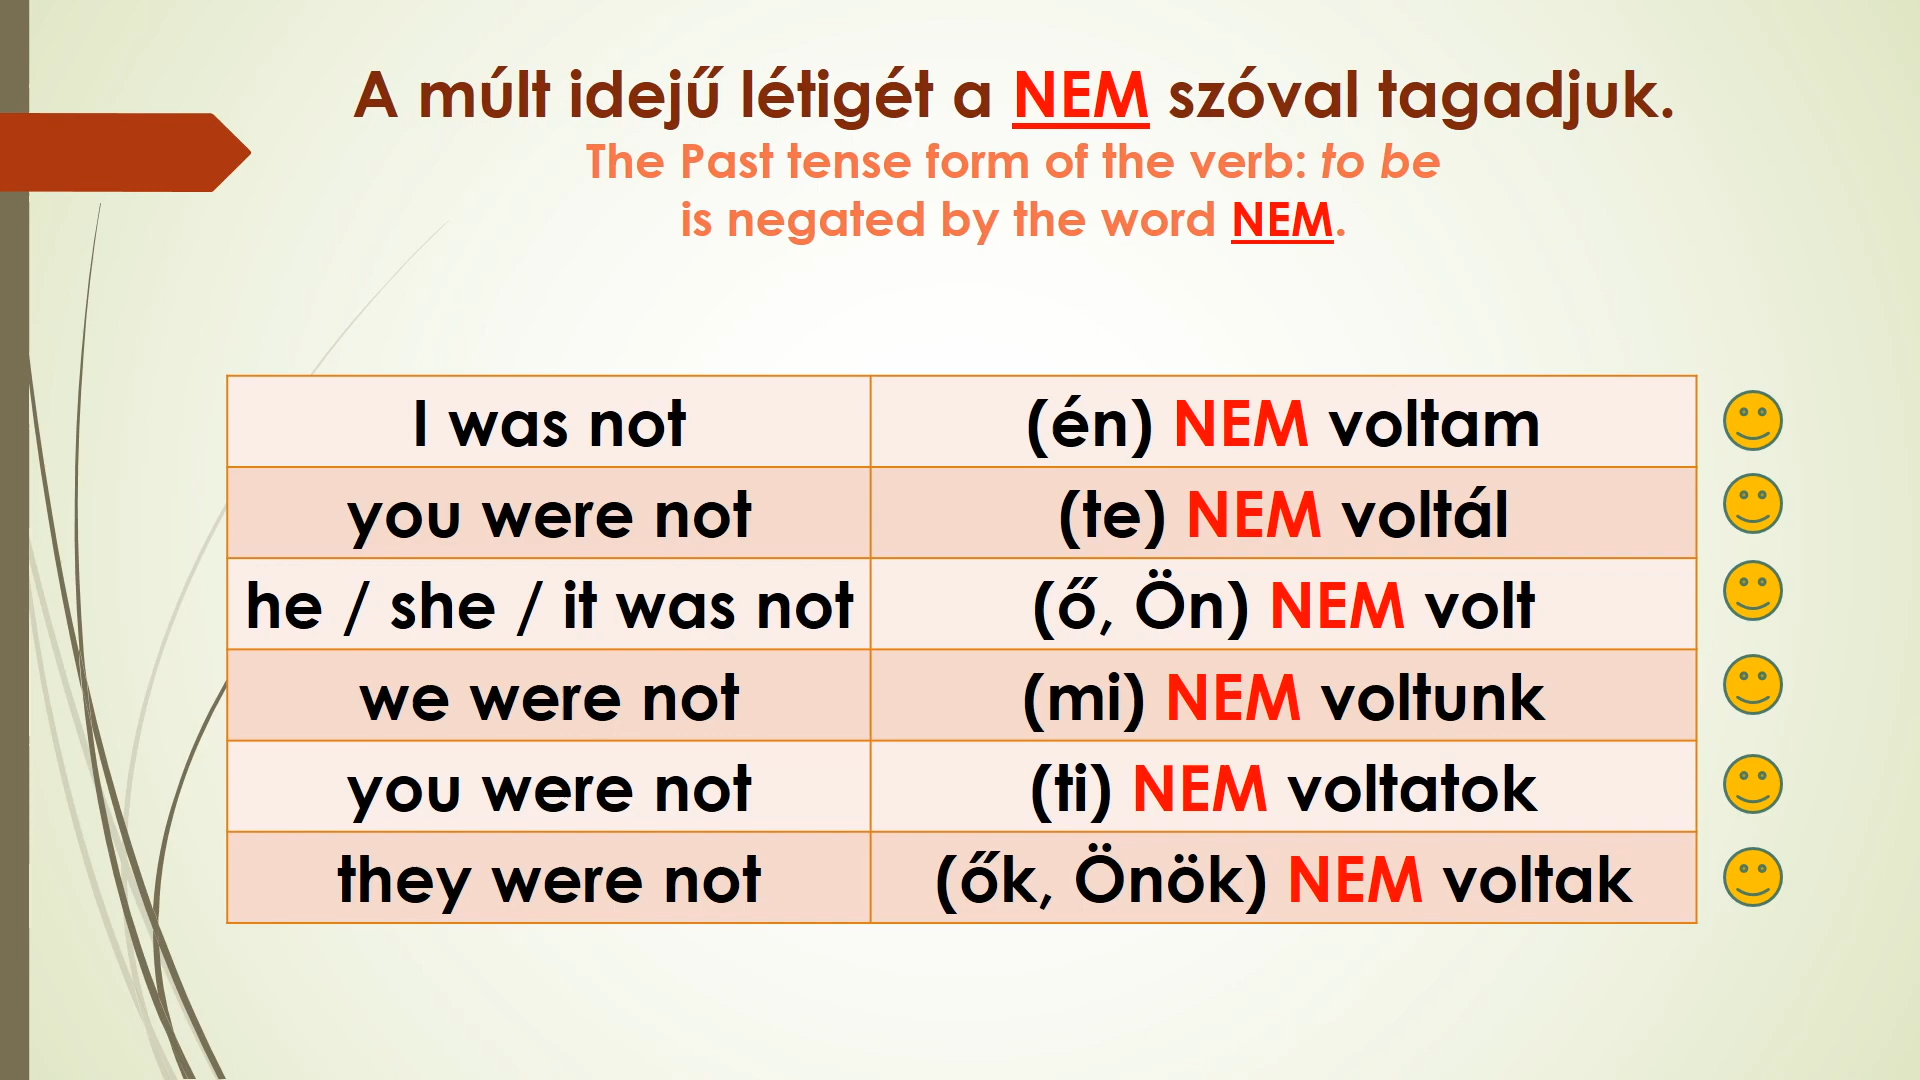 A múlt idejű létigét a NEM szóval tagadjuk.
The Past tense form of the verb: to be
is negated by the word NEM.
I was not (én) NEM voltam
you were not (te) NEM voltál
he / she / it was not (ő, Ön) NEM volt
we were not (mi) NEM voltunk
you were not (ti) NEM voltatok
they were not (ők, Önök) NEM voltak